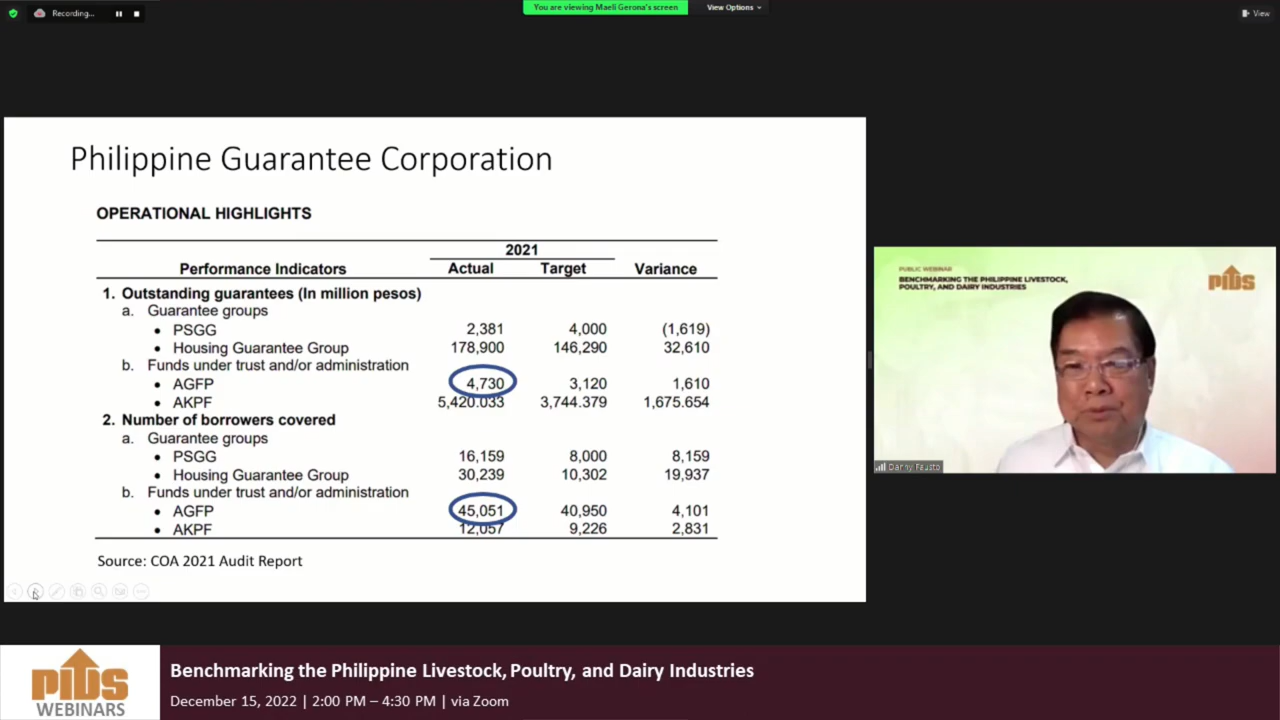 Recording...
You are viewing Maeli Gerona's screen
View Options
View
Philippine Guarantee Corporation
OPERATIONAL HIGHLIGHTS
2021
Performance Indicators Actual Target Variance
1. Outstanding guarantees (In million pesos)
a. Guarantee groups
• PSGG 2,381 4,000 (1,619)
• Housing Guarantee Group 178,900 146,290 32,610
b. Funds under trust and/or administration
• AGFP 4,730 3,120 1,610
• AKPF 5,420.033 3,744.379 1,675.654
2. Number of borrowers covered
a. Guarantee groups
• PSGG 16,159 8,000 8,159
• Housing Guarantee Group 30,239 10,302 19,937
b. Funds under trust and/or administration
• AGFP 45,051 40,950 4,101
• AKPF 12,057 9,226 2,831
Source: COA 2021 Audit Report
PUBLIC WEBINAR
BENCHMARKING THE PHILIPPINE LIVESTOCK,
POULTRY, AND DAIRY INDUSTRIES
PIDS
Danny Fausto
PIDS
WEBINARS
Benchmarking the Philippine Livestock, Poultry, and Dairy Industries
December 15, 2022 | 2:00 PM – 4:30 PM | via Zoom